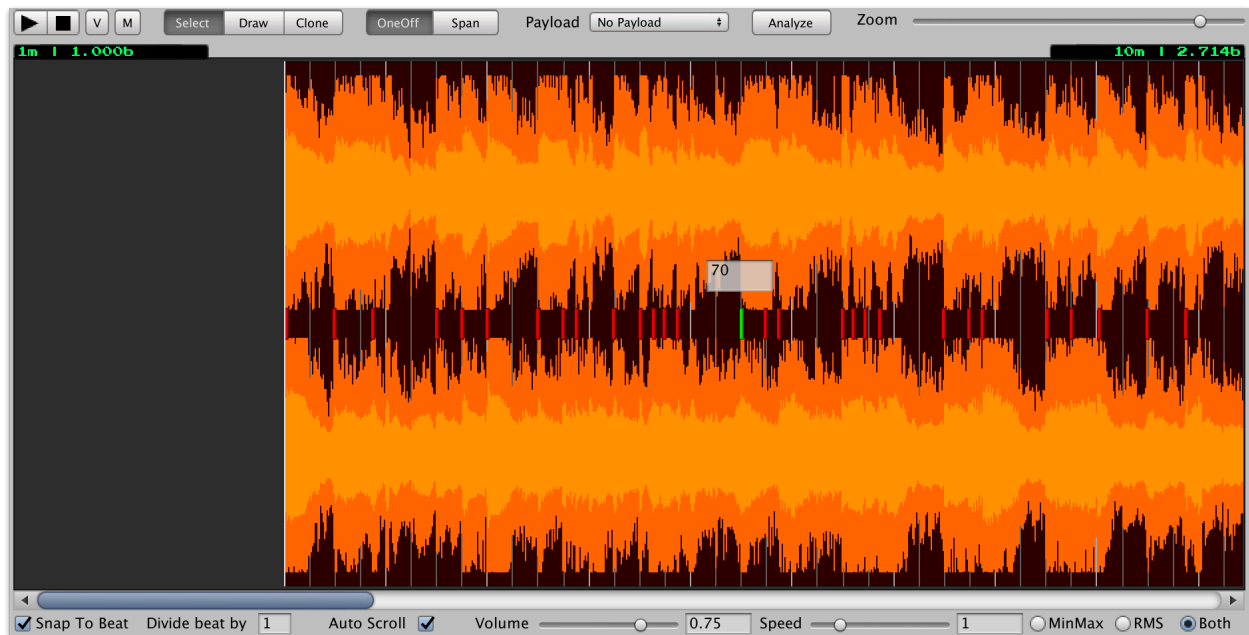 V M Select Draw Clone OneOff Span Payload No Payload Analyze Zoom
1m | 1.000b 10m | 2.714b
70
Snap To Beat Divide beat by 1 Auto Scroll Volume 0.75 Speed 1 MinMax RMS Both